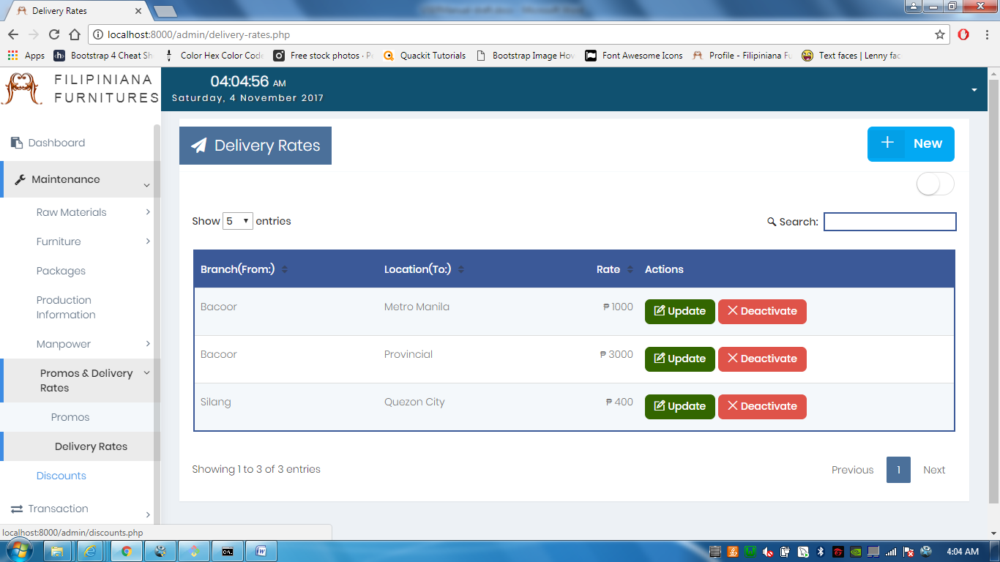 Delivery Rates
localhost:8000/admin/delivery-rates.php
Apps Bootstrap 4 Cheat Sh Color Hex Color Code Free stock photos · Pe Quackit Tutorials Bootstrap Image Hov Font Awesome Icons Profile - Filipiniana Fu Text faces | Lenny fac
FILIPINIANA
FURNITURES
04:04:56 AM
Saturday, 4 November 2017
Dashboard
Maintenance
Raw Materials
Furniture
Packages
Production
Information
Manpower
Promos & Delivery
Rates
Promos
Delivery Rates
Discounts
Transaction
localhost:8000/admin/discounts.php
Delivery Rates
+ New
Show 5 entries
Search:
Branch(From:) Location(To:) Rate Actions
Bacoor Metro Manila ₱ 1000 Update Deactivate
Bacoor Provincial ₱ 3000 Update Deactivate
Silang Quezon City ₱ 400 Update Deactivate
Showing 1 to 3 of 3 entries
Previous 1 Next
4:04 AM